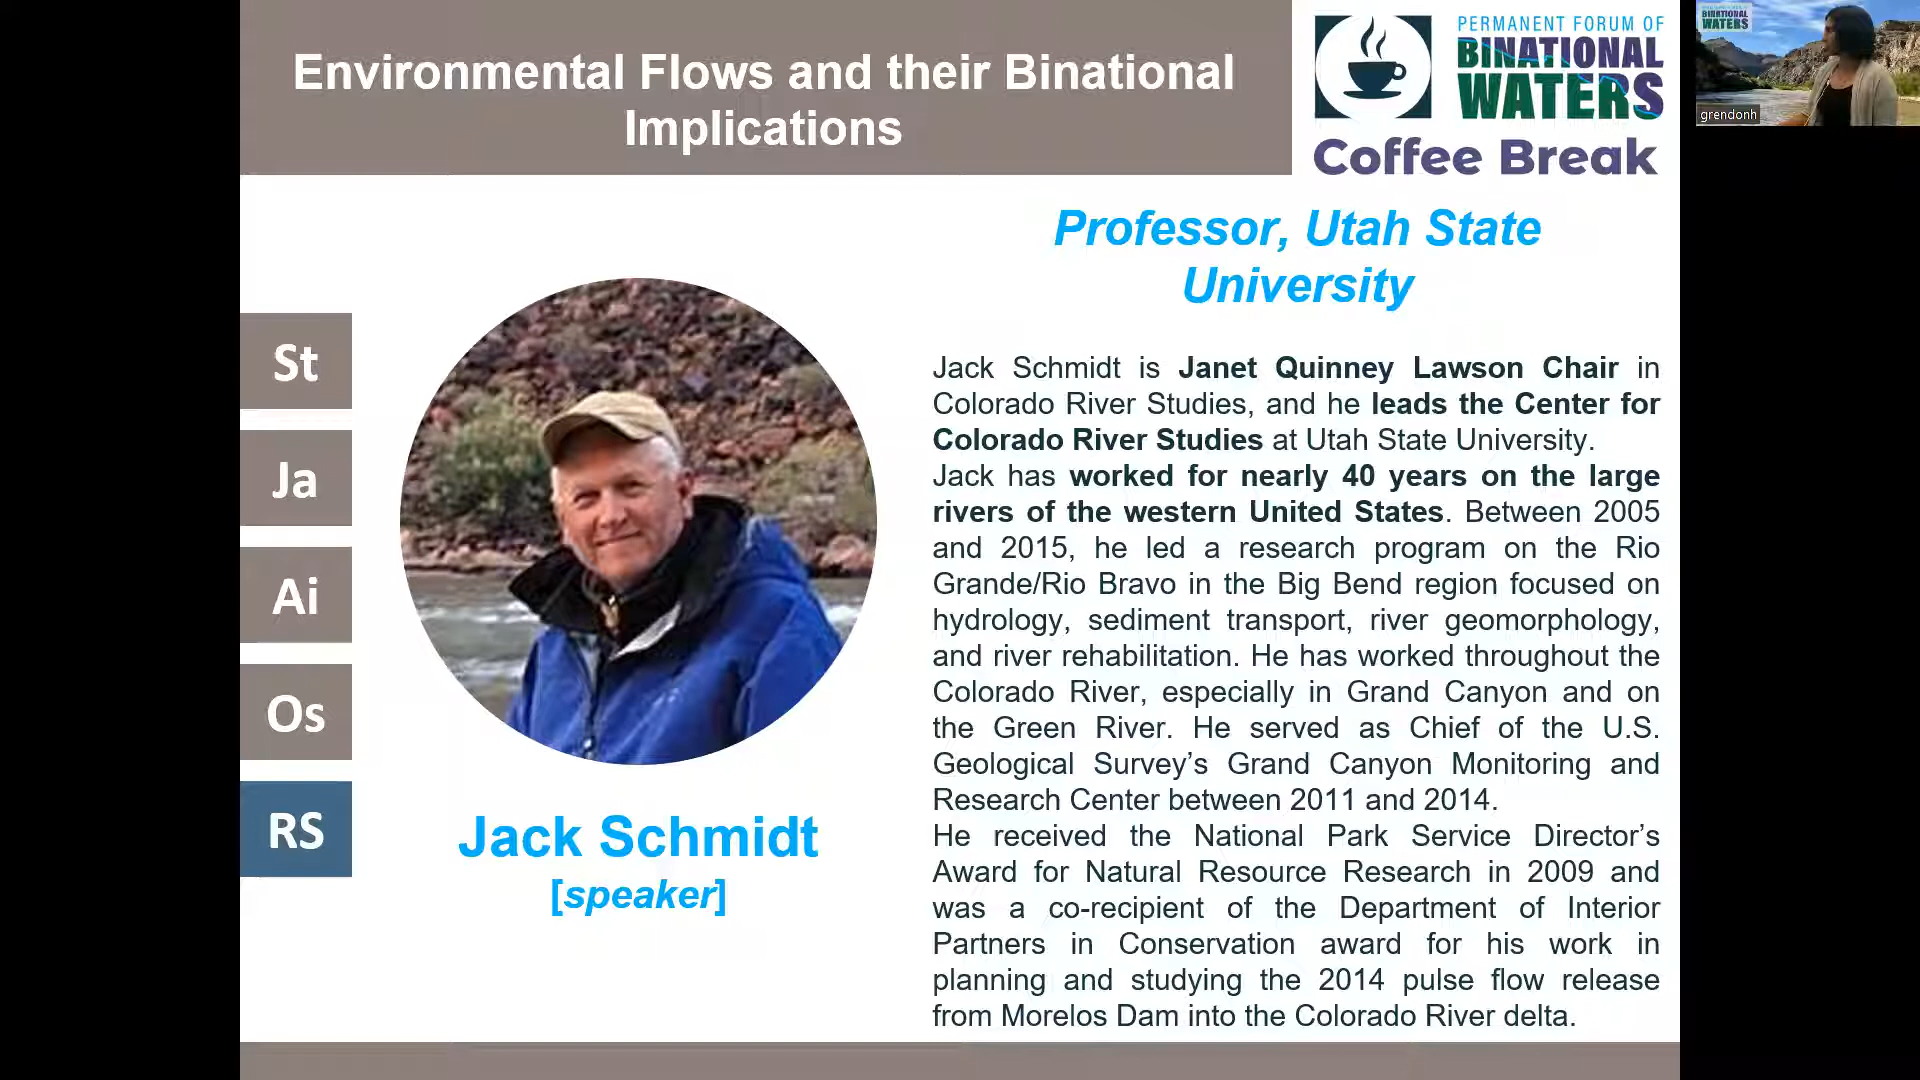 Environmental Flows and their Binational
Implications
PERMANENT FORUM OF
BINATIONAL
WATERS
Coffee Break
BINATIONAL
WATERS
grendonh
St
Ja
Ai
Os
RS
Jack Schmidt
[speaker]
Professor, Utah State
University
Jack Schmidt is Janet Quinney Lawson Chair in
Colorado River Studies, and he leads the Center for
Colorado River Studies at Utah State University.
Jack has worked for nearly 40 years on the large
rivers of the western United States. Between 2005
and 2015, he led a research program on the Rio
Grande/Rio Bravo in the Big Bend region focused on
hydrology, sediment transport, river geomorphology,
and river rehabilitation. He has worked throughout the
Colorado River, especially in Grand Canyon and on
the Green River. He served as Chief of the U.S.
Geological Survey’s Grand Canyon Monitoring and
Research Center between 2011 and 2014.
He received the National Park Service Director’s
Award for Natural Resource Research in 2009 and
was a co-recipient of the Department of Interior
Partners in Conservation award for his work in
planning and studying the 2014 pulse flow release
from Morelos Dam into the Colorado River delta.